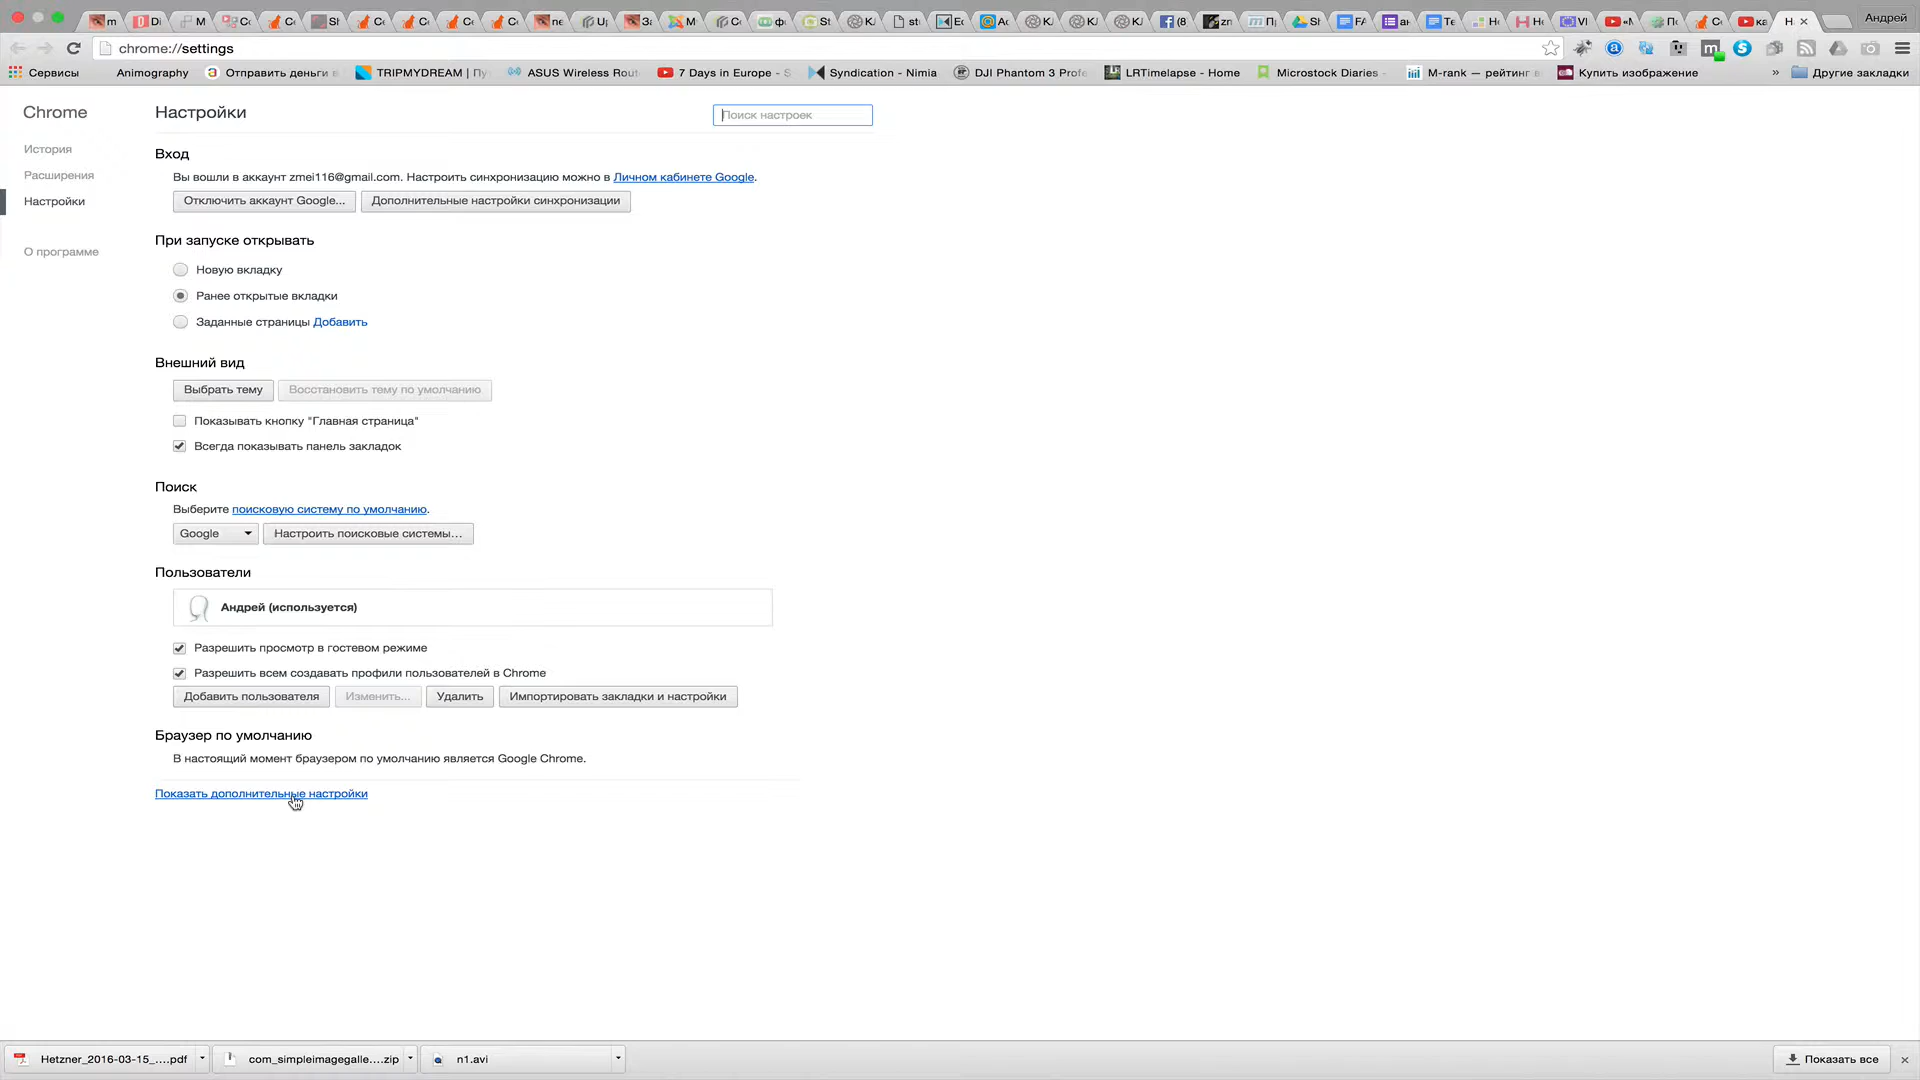 Андрей
chrome://settings
Сервисы
Animography
Отправить деньги в
TRIPMYDREAM | Пу
ASUS Wireless Rout
7 Days in Europe - S
Syndication - Nimia
DJI Phantom 3 Profe
LRTimelapse - Home
Microstock Diaries -
M-rank — рейтинг в
Купить изображение
»
Другие закладки
Chrome
История
Расширения
Настройки
О программе
Настройки
Поиск настроек
Вход
Вы вошли в аккаунт zmei116@gmail.com. Настроить синхронизацию можно в Личном кабинете Google.
Отключить аккаунт Google...
Дополнительные настройки синхронизации
При запуске открывать
Новую вкладку
Ранее открытые вкладки
Заданные страницы Добавить
Внешний вид
Выбрать тему
Восстановить тему по умолчанию
Показывать кнопку "Главная страница"
Всегда показывать панель закладок
Поиск
Выберите поисковую систему по умолчанию.
Google
Настроить поисковые системы...
Пользователи
Андрей (используется)
Разрешить просмотр в гостевом режиме
Разрешить всем создавать профили пользователей в Chrome
Добавить пользователя
Изменить...
Удалить
Импортировать закладки и настройки
Браузер по умолчанию
В настоящий момент браузером по умолчанию является Google Chrome.
Показать дополнительные настройки
Hetzner_2016-03-15_....pdf
com_simpleimagegalle....zip
n1.avi
Показать все